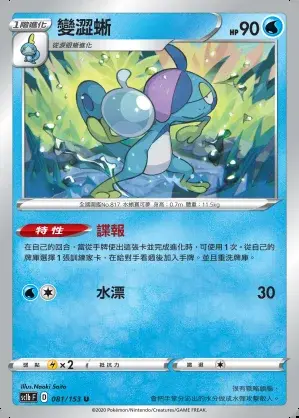 1階進化
變澀蜥
HP90
從淚眼蜥進化
全國圖鑑No.817 水蜥寶可夢 身高:0.7m 體重:11.5kg
特性 諜報
在自己的回合,當從手牌使出這張卡並完成進化時,可使用1次。從自己的
牌庫選擇1張訓練家卡,在給對手看過後加入手牌。並且重洗牌庫。
水漂 30
Illus.Naoki Saito
sc1b F D 081/153 U
弱點 ×2 抵抗力 撤退
©2020 Pokémon/Nintendo/Creatures/GAME FREAK.